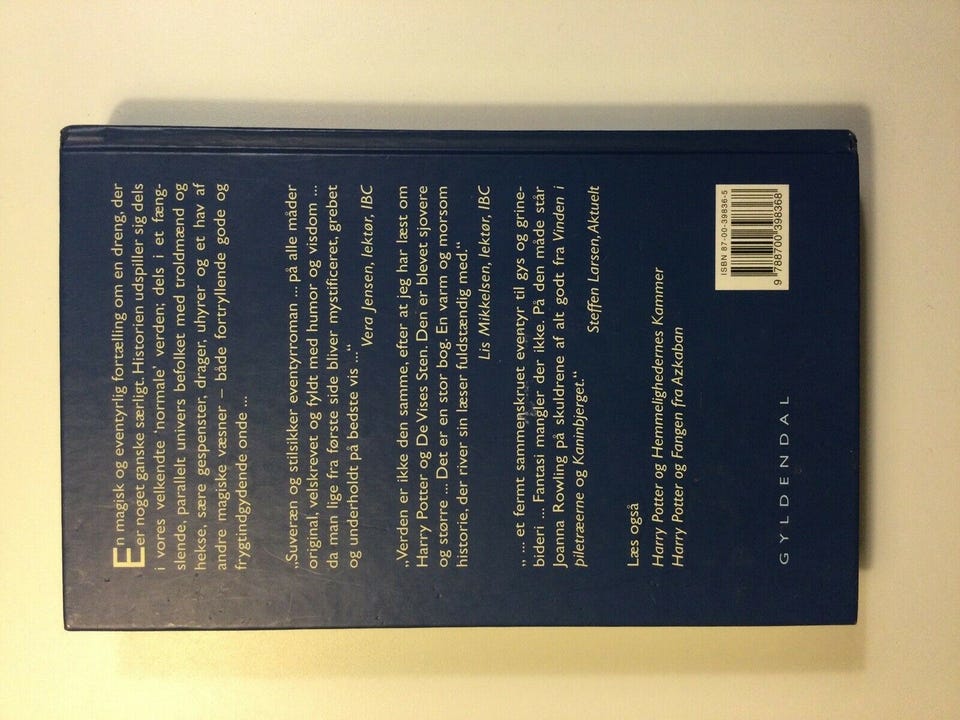 En magisk og eventyrlig fortælling om en dreng, der
er noget ganske særligt. Historien udspiller sig dels
i vores velkendte 'normale' verden; dels i et fæng-
slende, parallelt univers befolket med troldmænd og
hekse, sære gespenster, drager, uhyrer og et hav af
andre magiske væsner – både fortryllende gode og
frygtindgydende onde ...
„Suveræn og stilsikker eventyrroman ... på alle måder
original, velskrevet og fyldt med humor og visdom ...
da man lige fra første side bliver mystificeret, grebet
og underholdt på bedste vis ..."
Vera Jensen, lektør, IBC
„Verden er ikke den samme, efter at jeg har læst om
Harry Potter og De Vises Sten. Den er blevet sjovere
og større ... Det er en stor bog. En varm og morsom
historie, der river sin læser fuldstændig med."
Lis Mikkelsen, lektør, IBC
„ ... et fermt sammenskruet eventyr til gys og grine-
bideri ... Fantasi mangler der ikke. På den måde står
Joanna Rowling på skuldrene af alt godt fra Vinden i
piletræerne og Kaninbjerget."
Steffen Larsen, Aktuelt
Læs også
Harry Potter og Hemmelighedernes Kammer
Harry Potter og Fangen fra Azkaban
ISBN 87-00-39836-5
9 788700 398368
GYLDENDAL